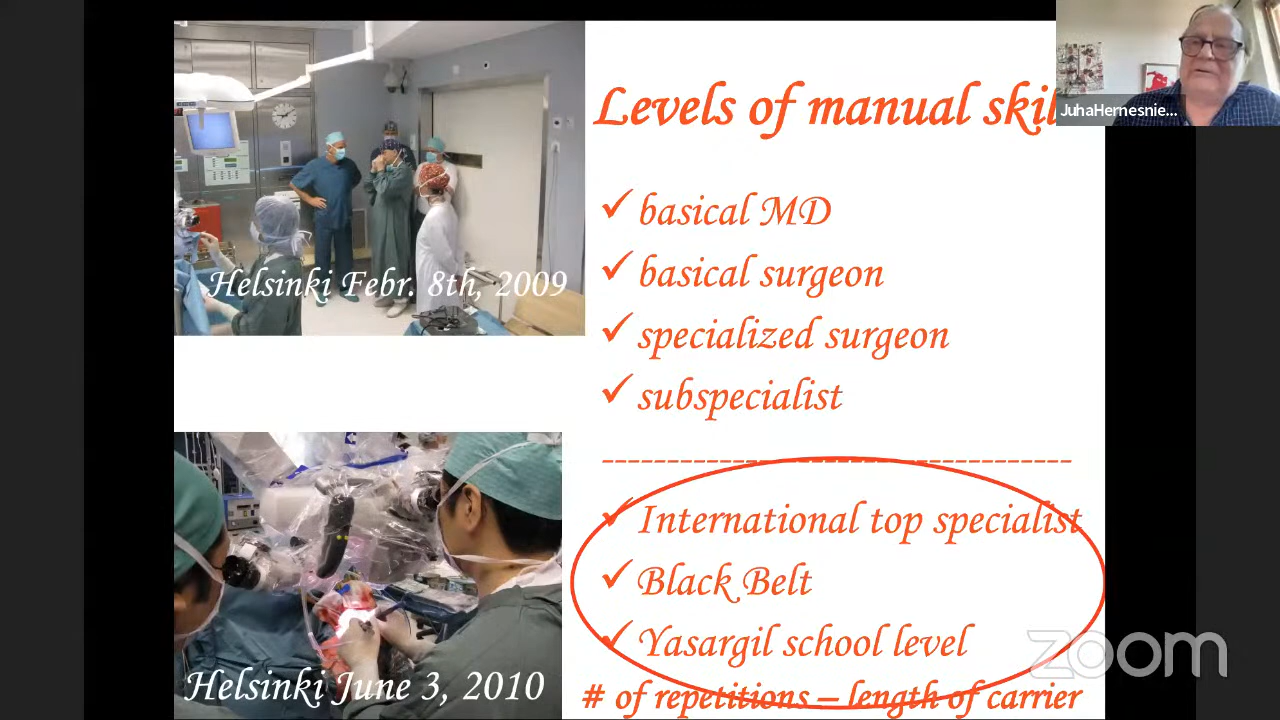 Levels of manual skil
JuhaHernesnie...
basical MD
basical surgeon
Helsinki Febr. 8th, 2009
specialized surgeon
subspecialist
International top specialist
Black Belt
Yasargil school level
zoom
Helsinki June 3, 2010
# of repetitions – length of carrier